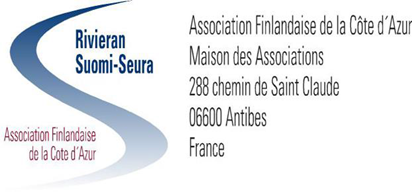 Rivieran
Suomi-Seura
Association Finlandaise
de la Cote d´Azur
Association Finlandaise de la Côte d´Azur
Maison des Associations
288 chemin de Saint Claude
06600 Antibes
France